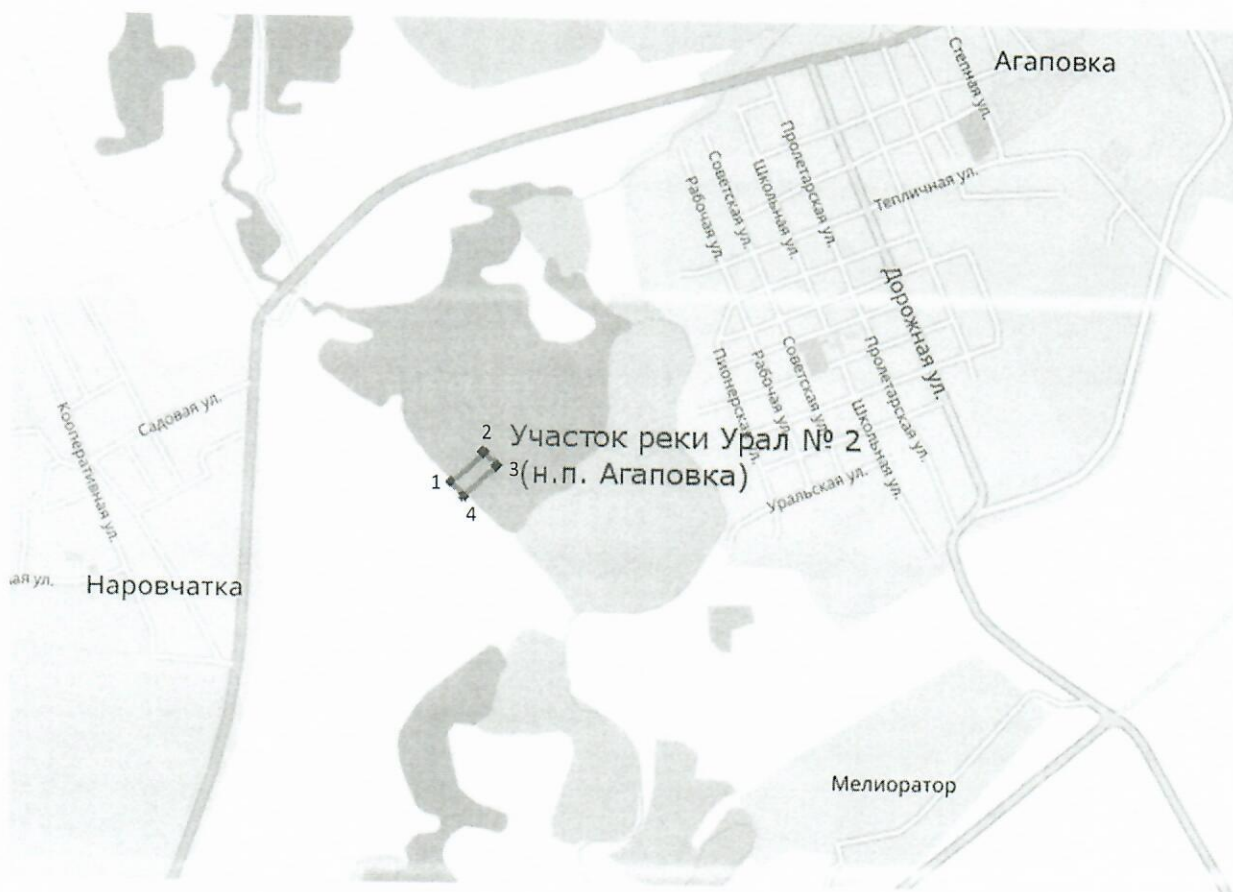 Агаповка
Степная ул.
Пролетарская ул.
Советская ул.
Школьная ул.
Рабочая ул.
Тепличная ул.
Дорожная ул.
Садовая ул.
Кооперативная ул.
Пионерская ул.
Рабочая ул.
Советская ул.
Пролетарская ул.
Школьная ул.
Уральская ул.
2 Участок реки Урал № 2
3 (н.п. Агаповка)
1
4
ая ул.
Наровчатка
Мелиоратор